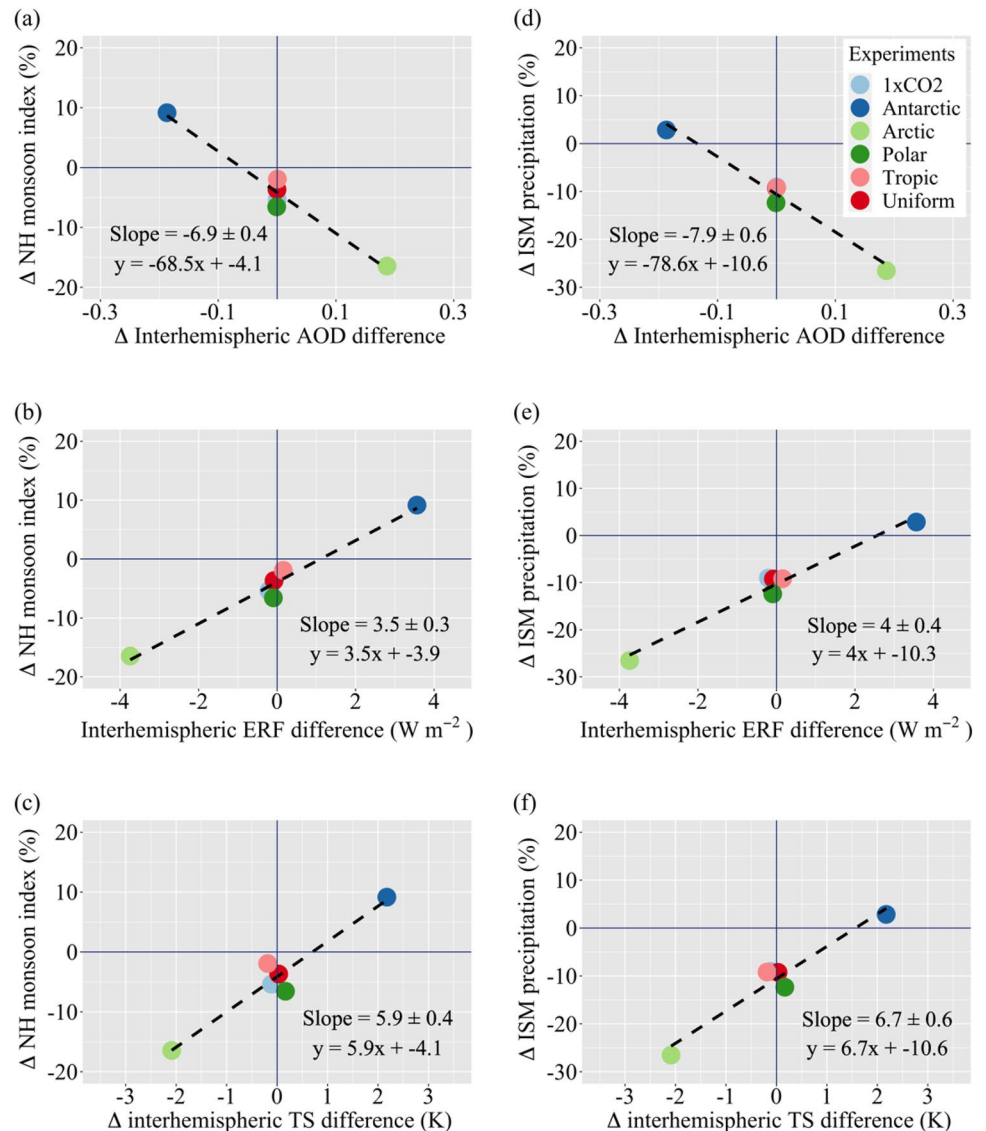 (a)
Δ NH monsoon index (%)
20
10
0
-10
-20
Slope = -6.9 ± 0.4
y = -68.5x + -4.1
-0.3
-0.1
0
0.1
0.3
Δ Interhemispheric AOD difference
(d)
Δ ISM precipitation (%)
20
10
0
-10
-20
-30
Experiments
1xCO2
Antarctic
Arctic
Polar
Tropic
Uniform
Slope = -7.9 ± 0.6
y = -78.6x + -10.6
-0.3
-0.1
0
0.1
0.3
Δ Interhemispheric AOD difference
(b)
Δ NH monsoon index (%)
20
10
0
-10
-20
Slope = 3.5 ± 0.3
y = 3.5x + -3.9
-4
-2
0
2
4
Interhemispheric ERF difference (W m⁻² )
(e)
Δ ISM precipitation (%)
20
10
0
-10
-20
-30
Slope = 4 ± 0.4
y = 4x + -10.3
-4
-2
0
2
4
Interhemispheric ERF difference (W m⁻² )
(c)
Δ NH monsoon index (%)
20
10
0
-10
-20
Slope = 5.9 ± 0.4
y = 5.9x + -4.1
-3
-2
-1
0
1
2
3
Δ interhemispheric TS difference (K)
(f)
Δ ISM precipitation (%)
20
10
0
-10
-20
-30
Slope = 6.7 ± 0.6
y = 6.7x + -10.6
-3
-2
-1
0
1
2
3
Δ interhemispheric TS difference (K)